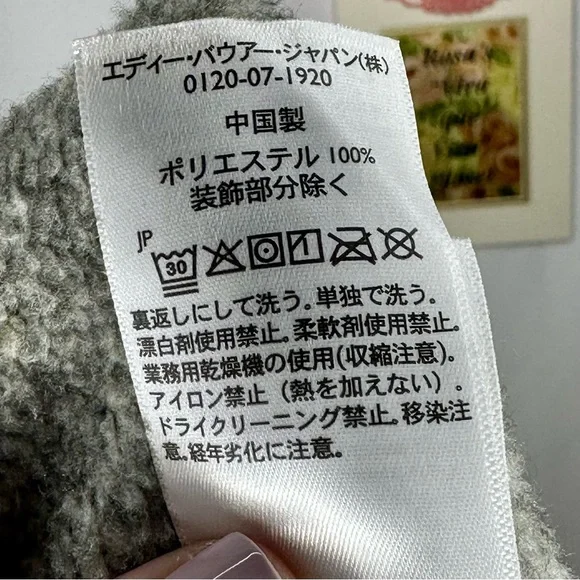 エディー・バウアー・ジャパン(株)
0120-07-1920
中国製
ポリエステル 100%
装飾部分除く
JP
30
裏返しにして洗う。単独で洗う。
漂白剤使用禁止。柔軟剤使用禁止。
業務用乾燥機の使用(収縮注意)。
アイロン禁止（熱を加えない）。
ドライクリーニング禁止。移染注
意。経年劣化に注意。
Rosa's